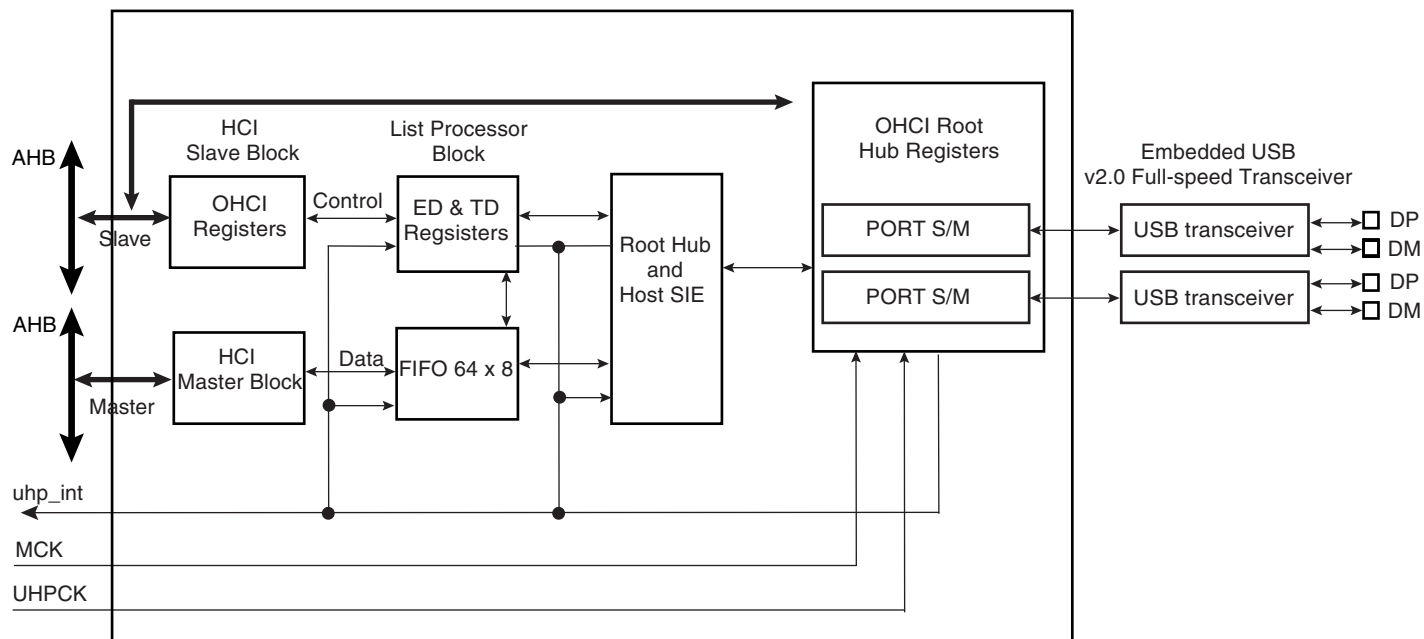 HCI
Slave Block
List Processor
Block
OHCI Root
Hub Registers
Embedded USB
v2.0 Full-speed Transceiver
AHB
Slave
OHCI
Registers
Control
ED & TD
Regsisters
Root Hub
and
Host SIE
PORT S/M
USB transceiver
DP
DM
PORT S/M
USB transceiver
DP
DM
AHB
Master
HCI
Master Block
Data
FIFO 64 x 8
uhp_int
MCK
UHPCK